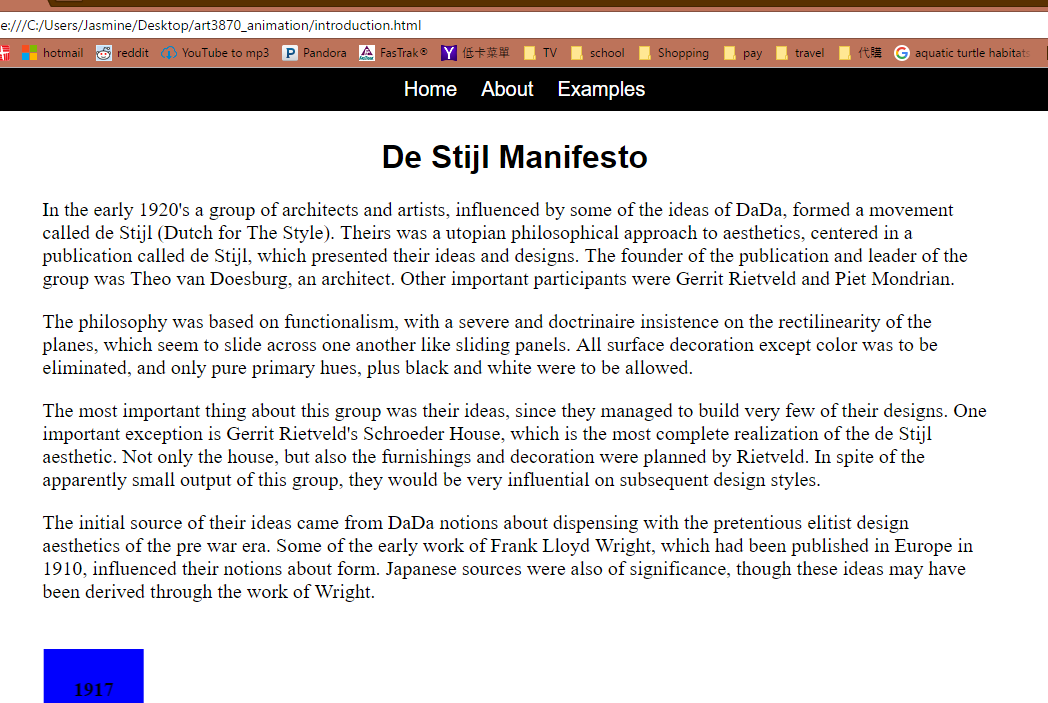 e:///C:/Users/Jasmine/Desktop/art3870_animation/introduction.html
hotmail reddit YouTube to mp3 P Pandora FasTrak® Y 低卡菜單 TV school Shopping pay travel 代購 G aquatic turtle habitats
Home About Examples
De Stijl Manifesto
In the early 1920's a group of architects and artists, influenced by some of the ideas of DaDa, formed a movement
called de Stijl (Dutch for The Style). Theirs was a utopian philosophical approach to aesthetics, centered in a
publication called de Stijl, which presented their ideas and designs. The founder of the publication and leader of the
group was Theo van Doesburg, an architect. Other important participants were Gerrit Rietveld and Piet Mondrian.
The philosophy was based on functionalism, with a severe and doctrinaire insistence on the rectilinearity of the
planes, which seem to slide across one another like sliding panels. All surface decoration except color was to be
eliminated, and only pure primary hues, plus black and white were to be allowed.
The most important thing about this group was their ideas, since they managed to build very few of their designs. One
important exception is Gerrit Rietveld's Schroeder House, which is the most complete realization of the de Stijl
aesthetic. Not only the house, but also the furnishings and decoration were planned by Rietveld. In spite of the
apparently small output of this group, they would be very influential on subsequent design styles.
The initial source of their ideas came from DaDa notions about dispensing with the pretentious elitist design
aesthetics of the pre war era. Some of the early work of Frank Lloyd Wright, which had been published in Europe in
1910, influenced their notions about form. Japanese sources were also of significance, though these ideas may have
been derived through the work of Wright.
1917